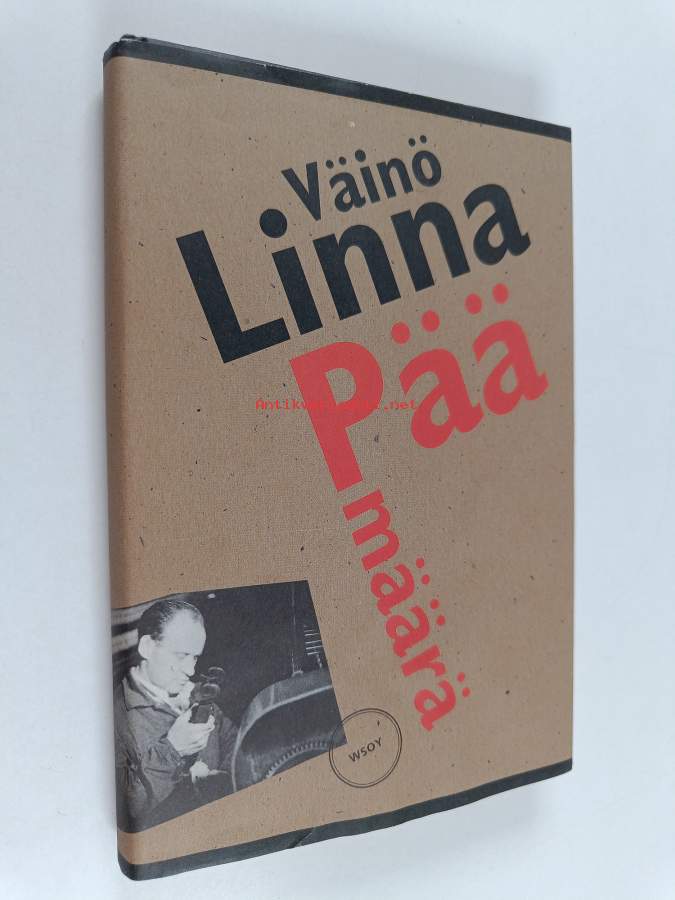 Väinö
Linna
Pää
Antikvariaatti.net
määrä
WSOY